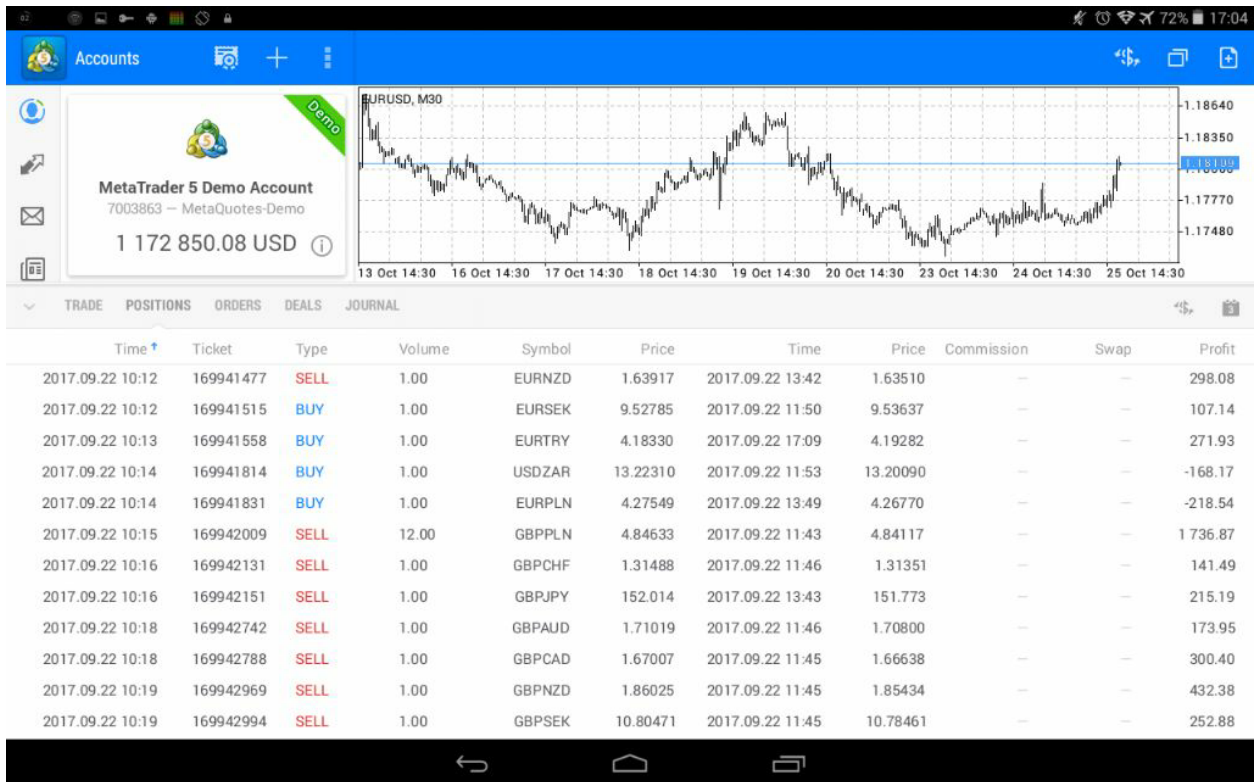 72% 17:04
Accounts
Demo
MetaTrader 5 Demo Account
7003863 — MetaQuotes-Demo
1 172 850.08 USD
EURUSD, M30
1.18640
1.18350
1.18109
1.17770
1.17480
13 Oct 14:30 16 Oct 14:30 17 Oct 14:30 18 Oct 14:30 19 Oct 14:30 20 Oct 14:30 23 Oct 14:30 24 Oct 14:30 25 Oct 14:30
TRADE POSITIONS ORDERS DEALS JOURNAL
Time Ticket Type Volume Symbol Price Time Price Commission Swap Profit
2017.09.22 10:12 169941477 SELL 1.00 EURNZD 1.63917 2017.09.22 13:42 1.63510 — — 298.08
2017.09.22 10:12 169941515 BUY 1.00 EURSEK 9.52785 2017.09.22 11:50 9.53637 — — 107.14
2017.09.22 10:13 169941558 BUY 1.00 EURTRY 4.18330 2017.09.22 17:09 4.19282 — — 271.93
2017.09.22 10:14 169941814 BUY 1.00 USDZAR 13.22310 2017.09.22 11:53 13.20090 — — -168.17
2017.09.22 10:14 169941831 BUY 1.00 EURPLN 4.27549 2017.09.22 13:49 4.26770 — — -218.54
2017.09.22 10:15 169942009 SELL 12.00 GBPPLN 4.84633 2017.09.22 11:43 4.84117 — — 1 736.87
2017.09.22 10:16 169942131 SELL 1.00 GBPCHF 1.31488 2017.09.22 11:46 1.31351 — — 141.49
2017.09.22 10:16 169942151 SELL 1.00 GBPJPY 152.014 2017.09.22 13:43 151.773 — — 215.19
2017.09.22 10:18 169942742 SELL 1.00 GBPAUD 1.71019 2017.09.22 11:46 1.70800 — — 173.95
2017.09.22 10:18 169942788 SELL 1.00 GBPCAD 1.67007 2017.09.22 11:45 1.66638 — — 300.40
2017.09.22 10:19 169942969 SELL 1.00 GBPNZD 1.86025 2017.09.22 11:45 1.85434 — — 432.38
2017.09.22 10:19 169942994 SELL 1.00 GBPSEK 10.80471 2017.09.22 11:45 10.78461 — — 252.88